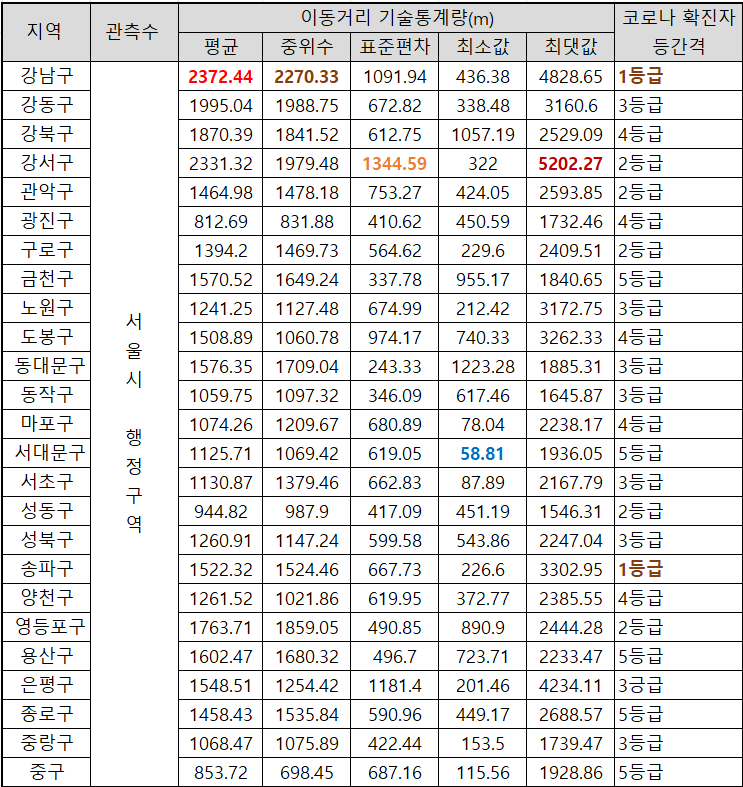 지역 관측수 이동거리 기술통계량(m) 코로나 확진자 등간격
평균 중위수 표준편차 최소값 최댓값
서울시 행정구역
강남구 2372.44 2270.33 1091.94 436.38 4828.65 1등급
강동구 1995.04 1988.75 672.82 338.48 3160.6 3등급
강북구 1870.39 1841.52 612.75 1057.19 2529.09 4등급
강서구 2331.32 1979.48 1344.59 322 5202.27 2등급
관악구 1464.98 1478.18 753.27 424.05 2593.85 2등급
광진구 812.69 831.88 410.62 450.59 1732.46 4등급
구로구 1394.2 1469.73 564.62 229.6 2409.51 2등급
금천구 1570.52 1649.24 337.78 955.17 1840.65 5등급
노원구 1241.25 1127.48 674.99 212.42 3172.75 3등급
도봉구 1508.89 1060.78 974.17 740.33 3262.33 4등급
동대문구 1576.35 1709.04 243.33 1223.28 1885.31 3등급
동작구 1059.75 1097.32 346.09 617.46 1645.87 3등급
마포구 1074.26 1209.67 680.89 78.04 2238.17 4등급
서대문구 1125.71 1069.42 619.05 58.81 1936.05 5등급
서초구 1130.87 1379.46 662.83 87.89 2167.79 3등급
성동구 944.82 987.9 417.09 451.19 1546.31 2등급
성북구 1260.91 1147.24 599.58 543.86 2247.04 3등급
송파구 1522.32 1524.46 667.73 226.6 3302.95 1등급
양천구 1261.52 1021.86 619.95 372.77 2385.55 4등급
영등포구 1763.71 1859.05 490.85 890.9 2444.28 2등급
용산구 1602.47 1680.32 496.7 723.71 2233.47 5등급
은평구 1548.51 1254.42 1181.4 201.46 4234.11 3긍급
종로구 1458.43 1535.84 590.96 449.17 2688.57 5등급
중랑구 1068.47 1075.89 422.44 153.5 1739.47 3등급
중구 853.72 698.45 687.16 115.56 1928.86 5등급